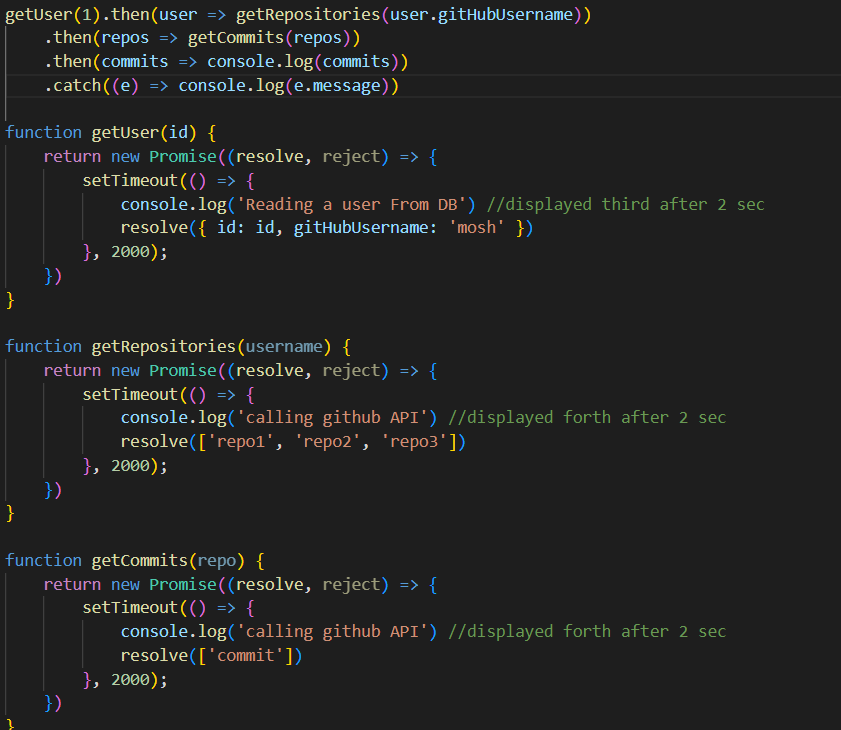 getUser(1).then(user => getRepositories(user.gitHubUsername))
    .then(repos => getCommits(repos))
    .then(commits => console.log(commits))
    .catch((e) => console.log(e.message))

function getUser(id) {
    return new Promise((resolve, reject) => {
        setTimeout(() => {
            console.log('Reading a user From DB') //displayed third after 2 sec
            resolve({ id: id, gitHubUsername: 'mosh' })
        }, 2000);
    })
}

function getRepositories(username) {
    return new Promise((resolve, reject) => {
        setTimeout(() => {
            console.log('calling github API') //displayed forth after 2 sec
            resolve(['repo1', 'repo2', 'repo3'])
        }, 2000);
    })
}

function getCommits(repo) {
    return new Promise((resolve, reject) => {
        setTimeout(() => {
            console.log('calling github API') //displayed forth after 2 sec
            resolve(['commit'])
        }, 2000);
    })
}